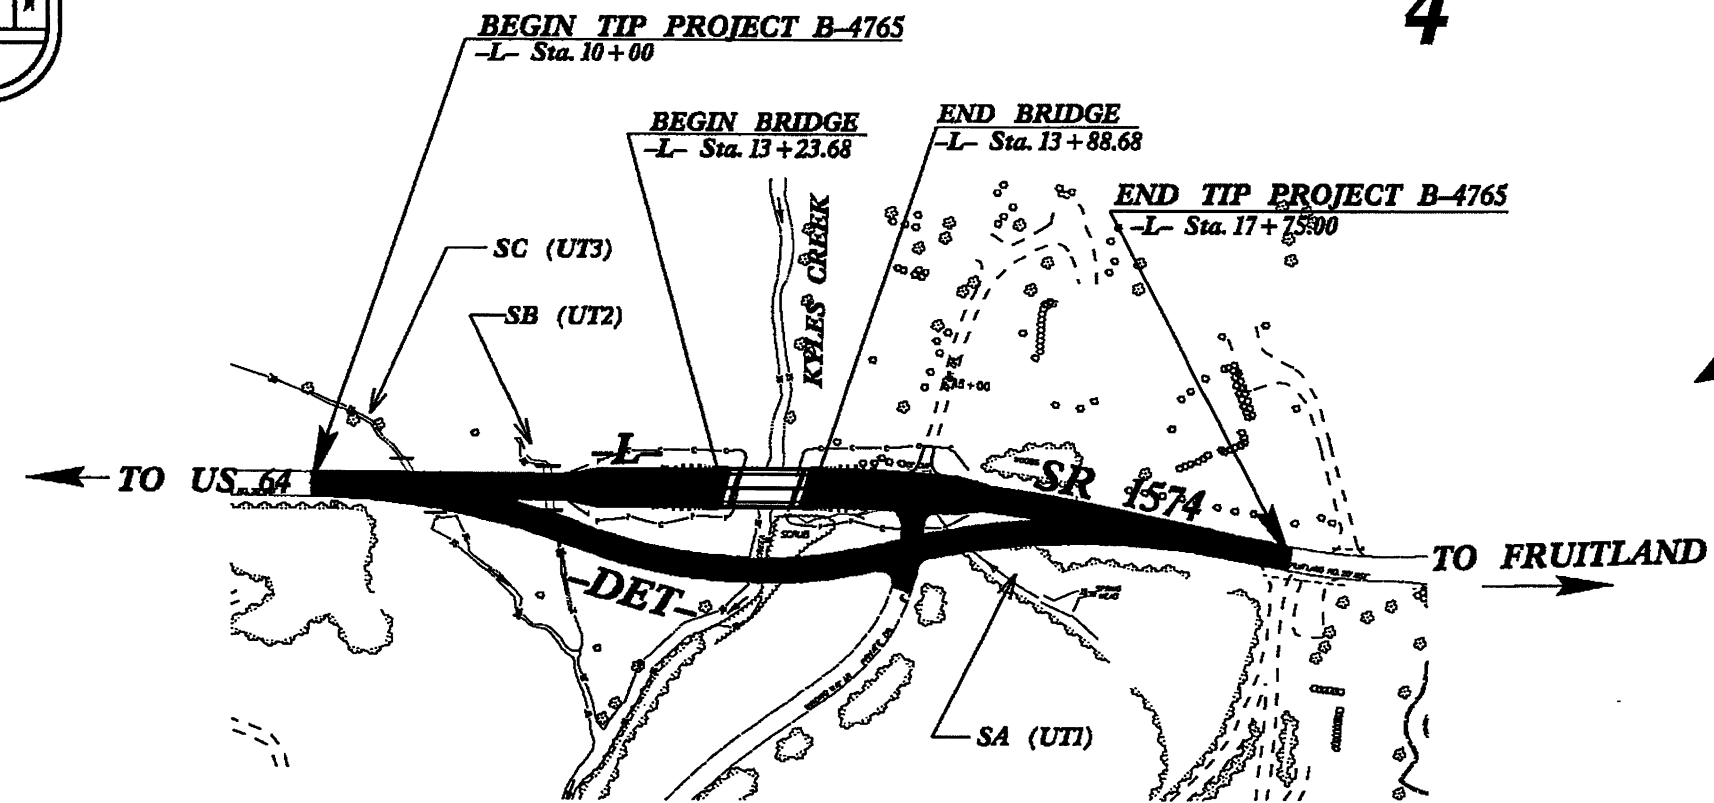 4
BEGIN TIP PROJECT B-4765
-L- Sta. 10+00
BEGIN BRIDGE
-L- Sta. 13+23.68
END BRIDGE
-L- Sta. 13+88.68
END TIP PROJECT B-4765
-L- Sta. 17+75.00
SC (UT3)
SB (UT2)
KYLES CREEK
-L-
TO US 64
SR 1574
SCRUB
TO FRUITLAND
-DET-
SA (UT1)